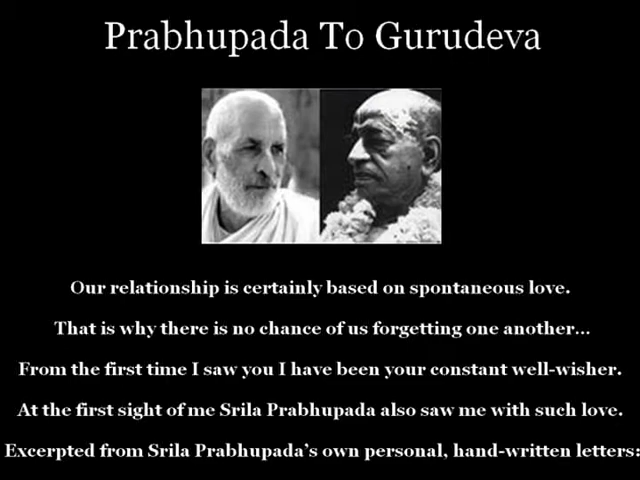 Prabhupada To Gurudeva
Our relationship is certainly based on spontaneous love.
That is why there is no chance of us forgetting one another...
From the first time I saw you I have been your constant well-wisher.
At the first sight of me Srila Prabhupada also saw me with such love.
Excerpted from Srila Prabhupada's own personal, hand-written letters: